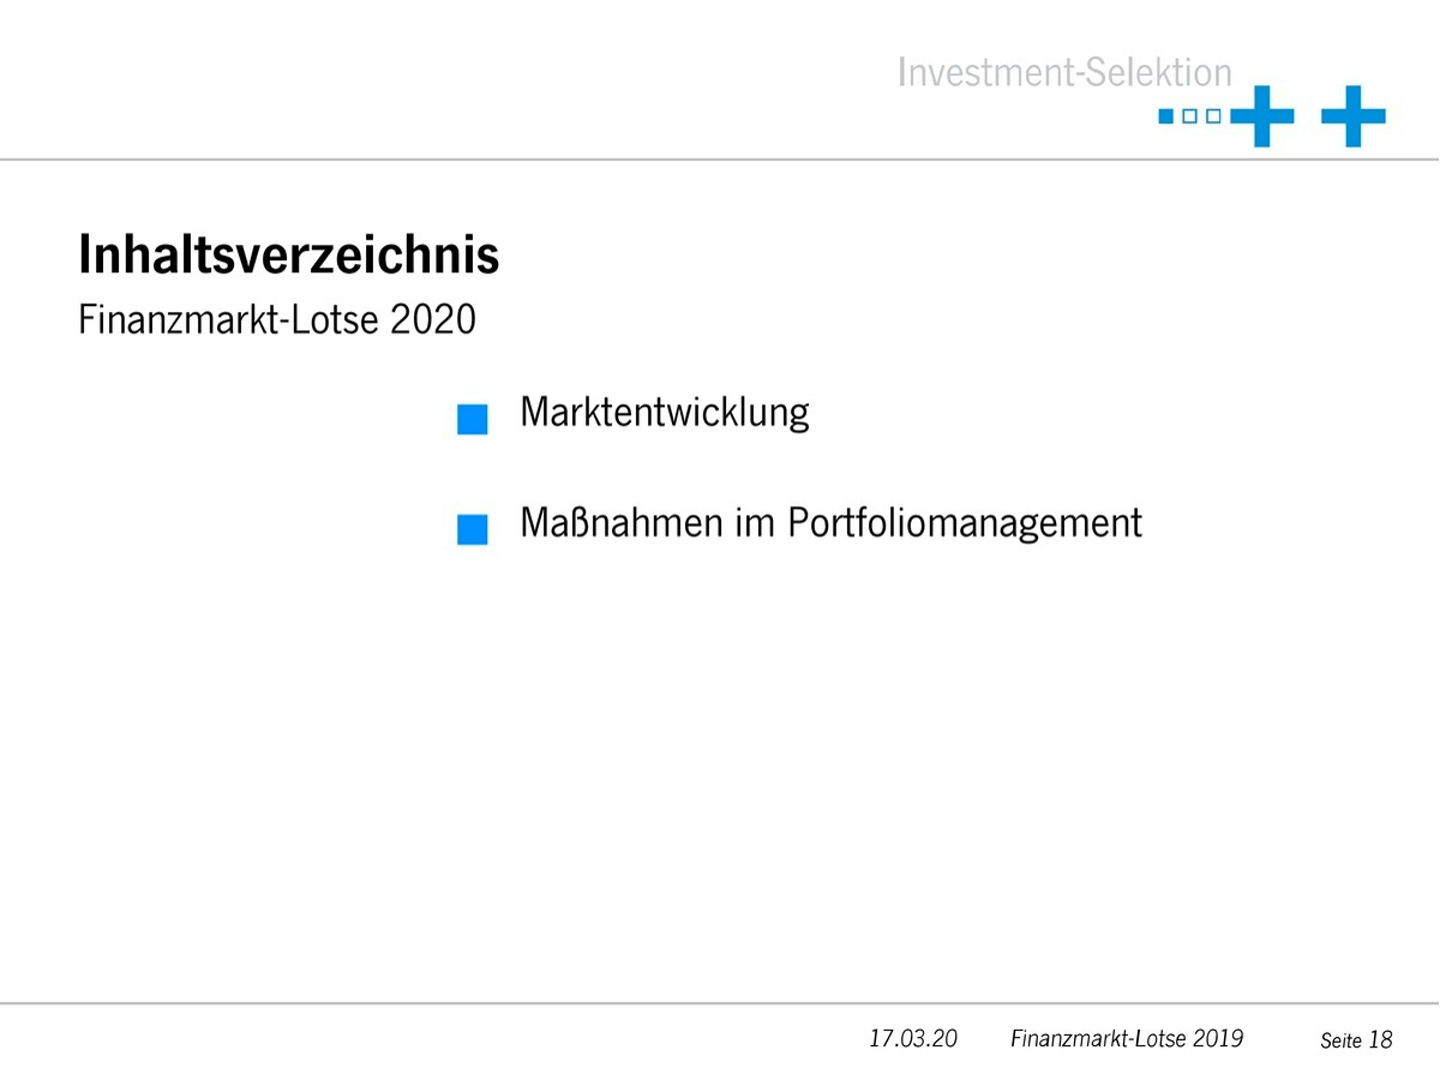 Investment-Selektion
Inhaltsverzeichnis
Finanzmarkt-Lotse 2020
Marktentwicklung
Maßnahmen im Portfoliomanagement
17.03.20 Finanzmarkt-Lotse 2019 Seite 18